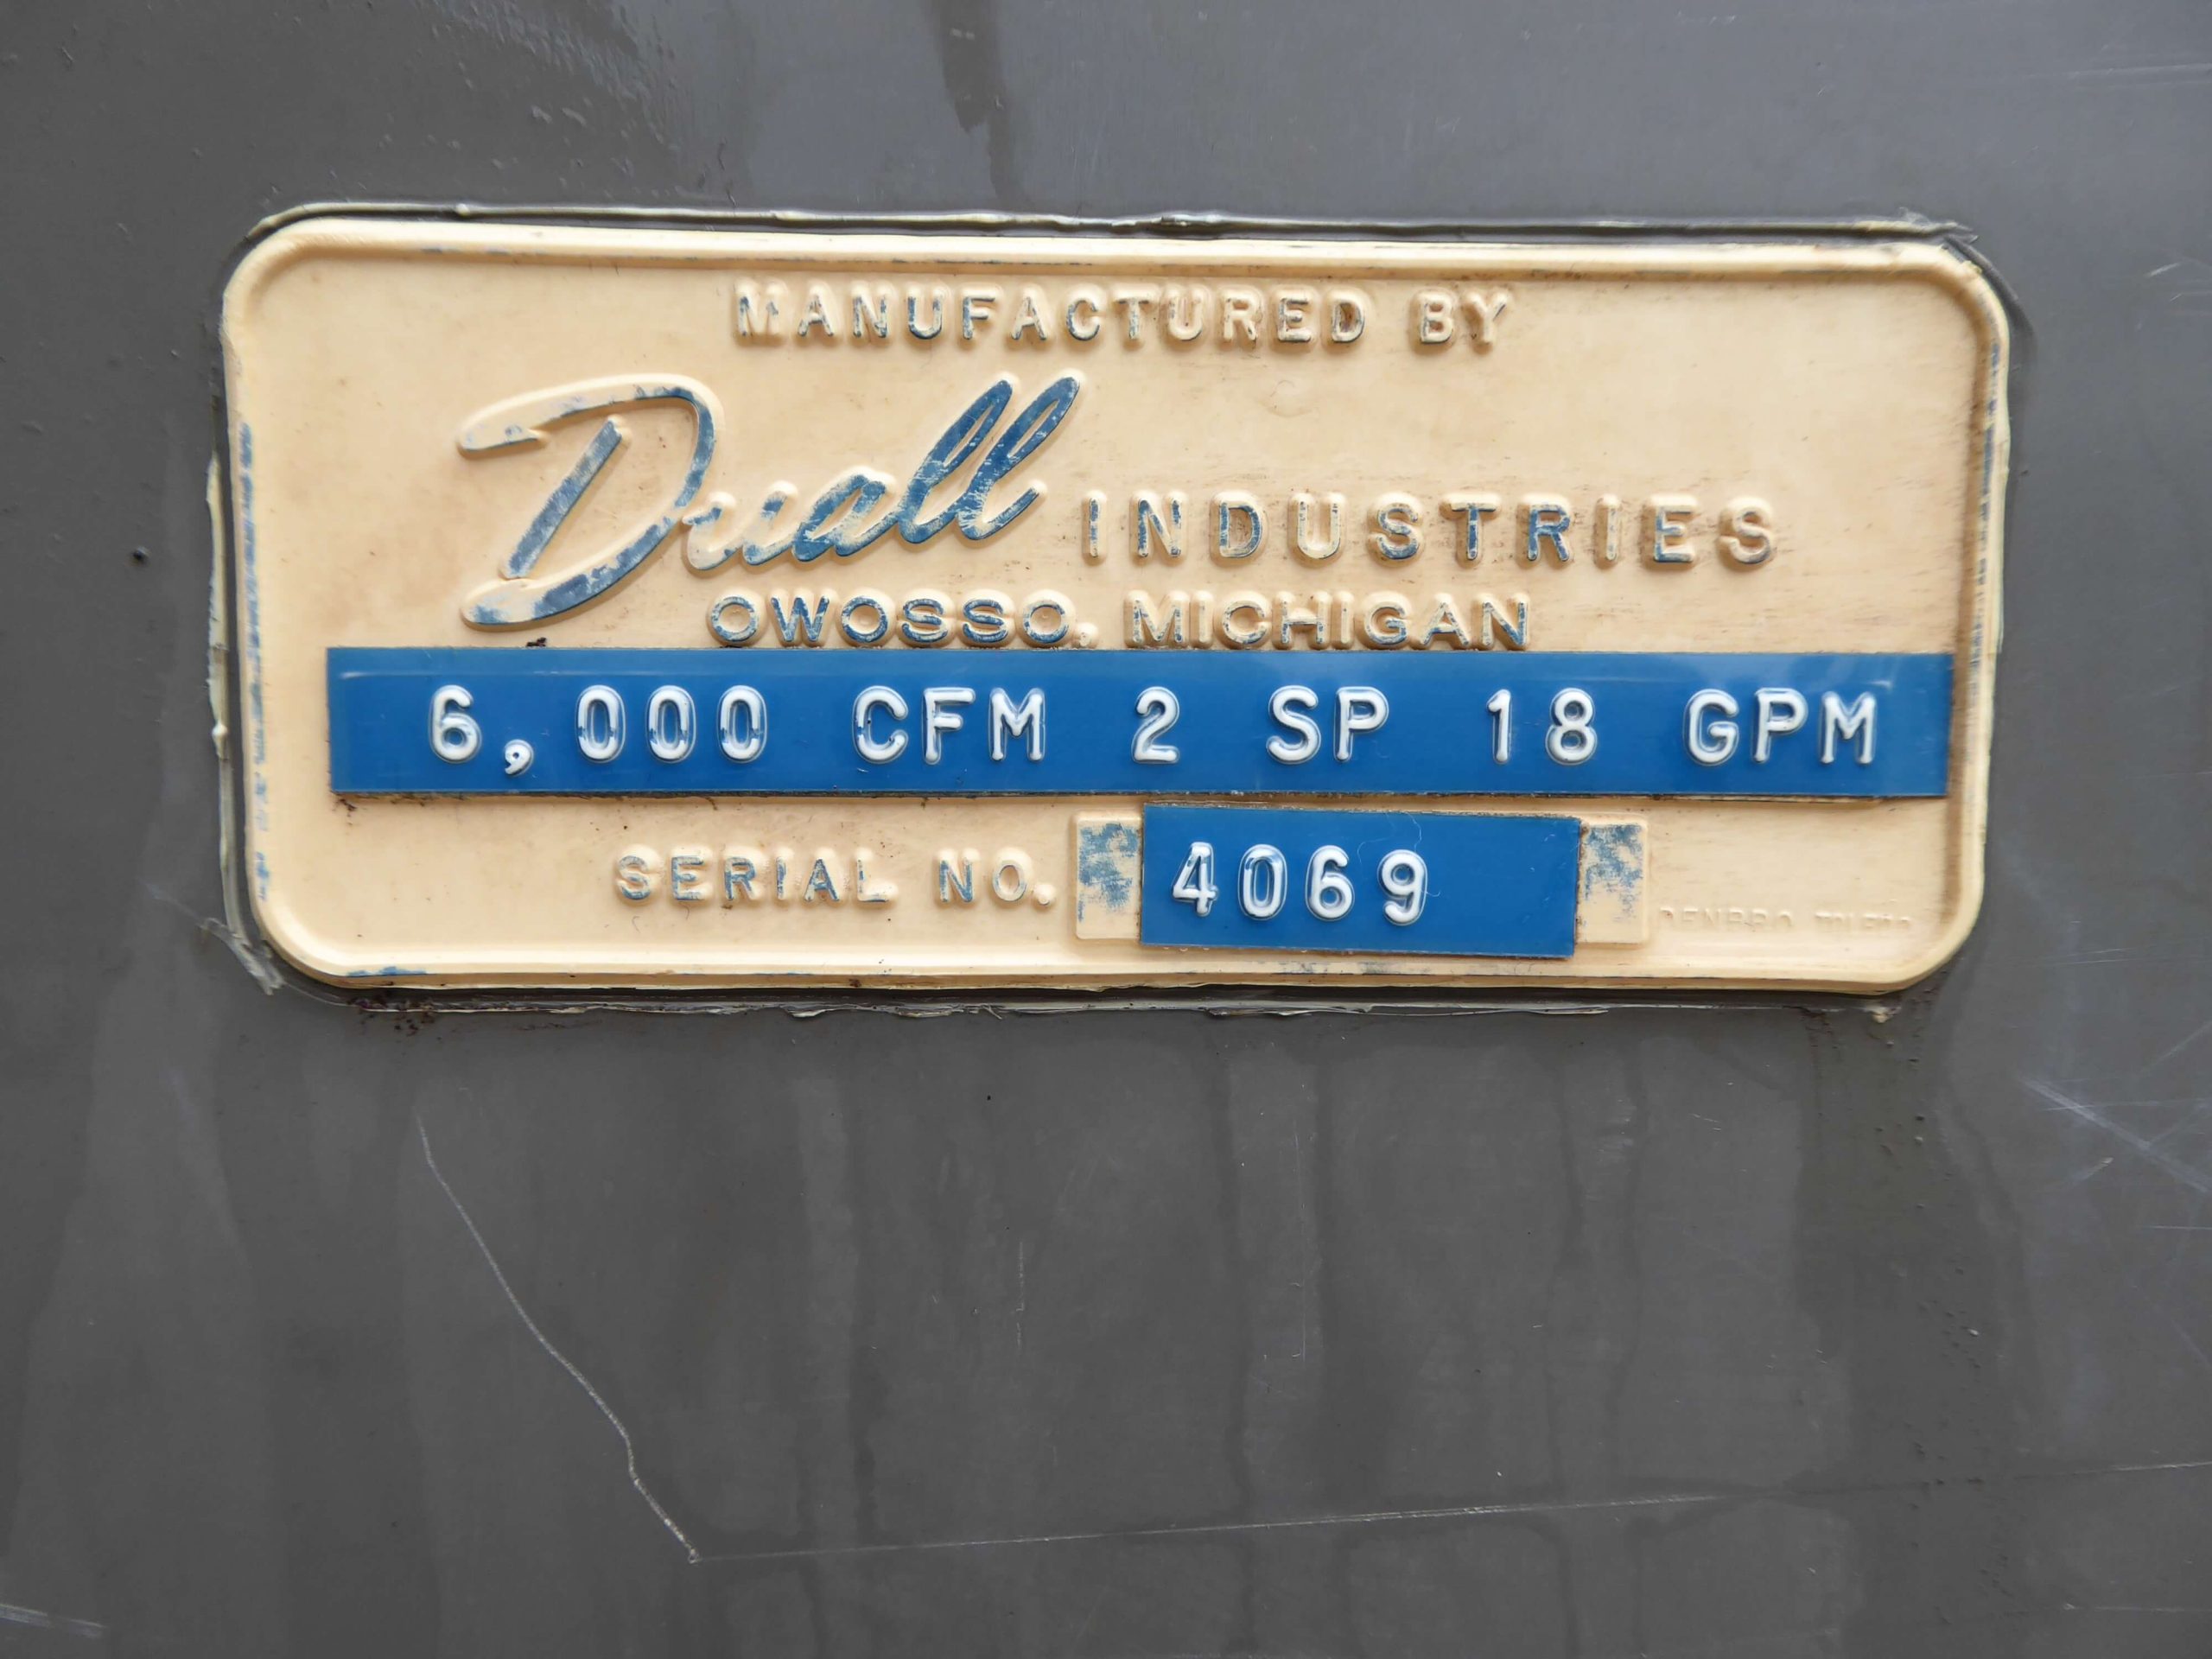 MANUFACTURED BY
Duall INDUSTRIES
OWOSSO, MICHIGAN
6,000 CFM 2 SP 18 GPM
SERIAL NO. 4069